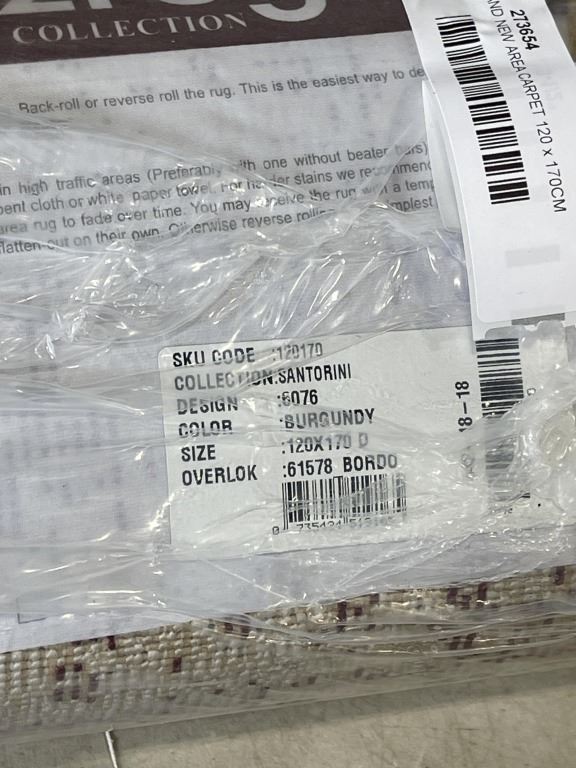 COLLECTION
Back-roll or reverse roll the rug. This is the easiest way to de
in high traffic areas (Preferably with one without beater bars)
pent cloth or white paper towel. For harder stains we recommend
area rug to fade over time. You may receive the rug with a temp
flatten out on their own. Otherwise reverse rolling simplest
273654
ND NEW AREA CARPET 120 x 170CM
SKU CODE :120170
COLLECTION:SANTORINI
DESIGN :6076
COLOR :BURGUNDY
SIZE :120X170 D
OVERLOK :61578 BORDO
18-18